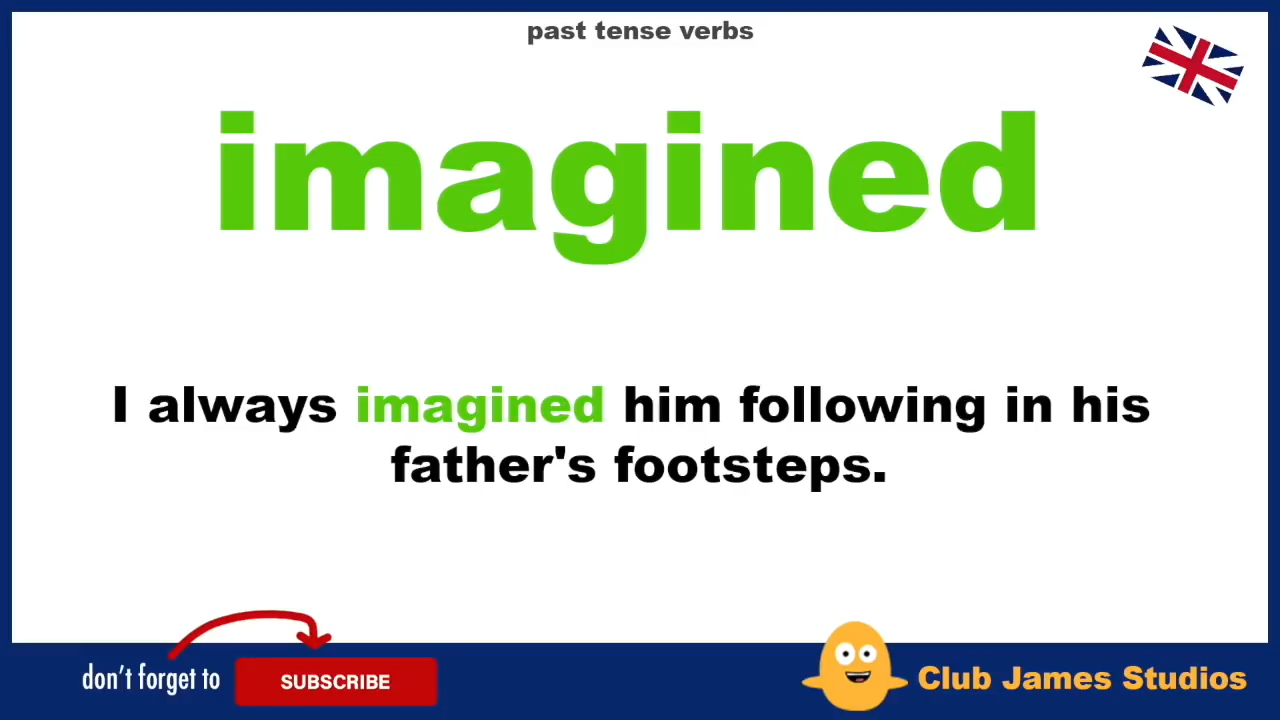 past tense verbs
imagined
I always imagined him following in his
father's footsteps.
don't forget to
SUBSCRIBE
Club James Studios